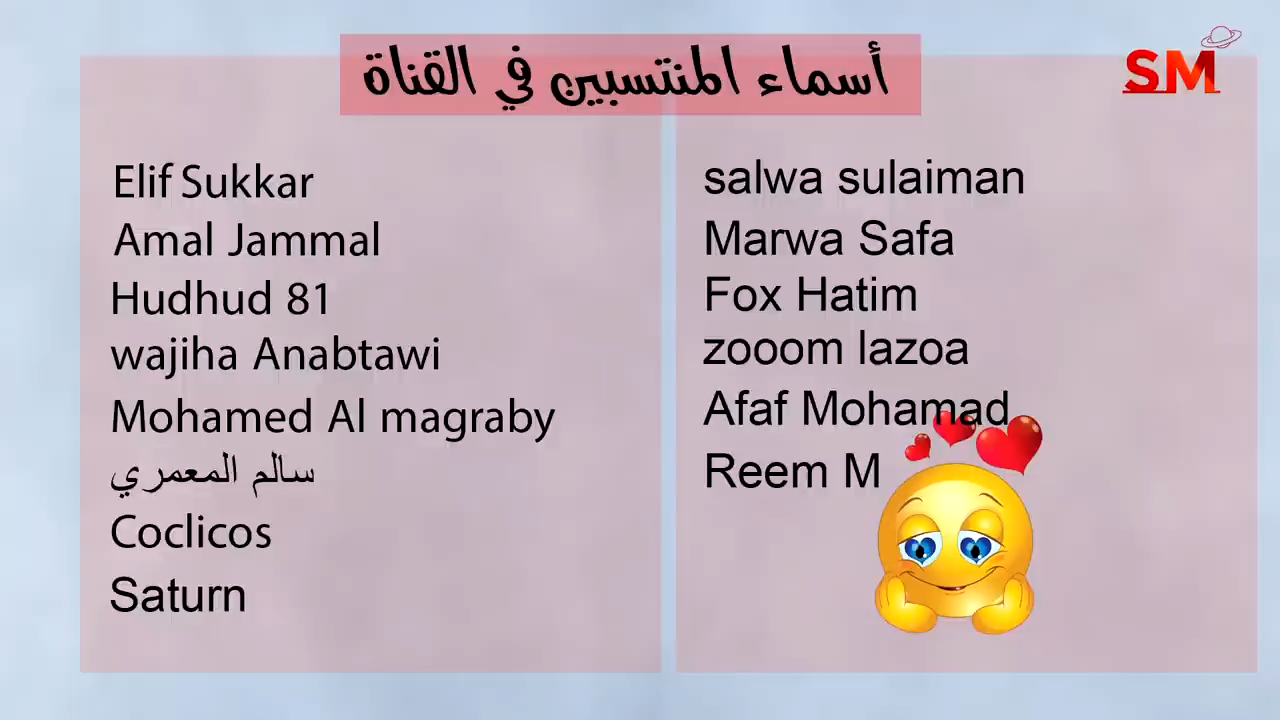 أسماء المنتسبين في القناة
SM
Elif Sukkar
Amal Jammal
Hudhud 81
wajiha Anabtawi
Mohamed Al magraby
سالم المعمري
Coclicos
Saturn
salwa sulaiman
Marwa Safa
Fox Hatim
zooom lazoa
Afaf Mohamad
Reem M